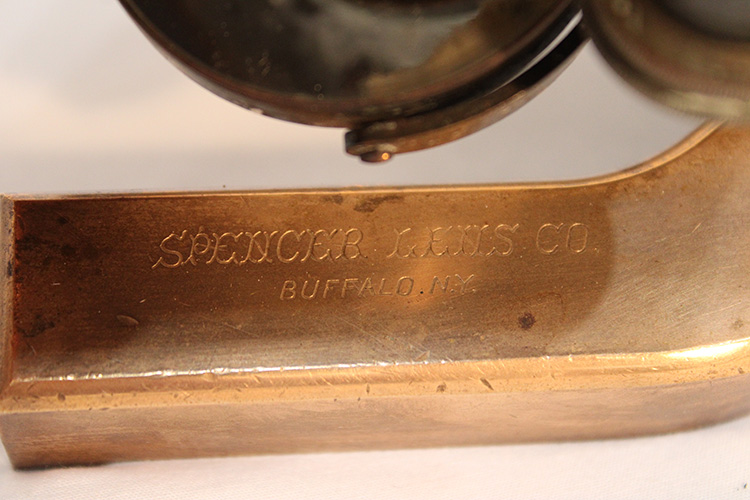 SPENCER LENS CO.
BUFFALO. N.Y.